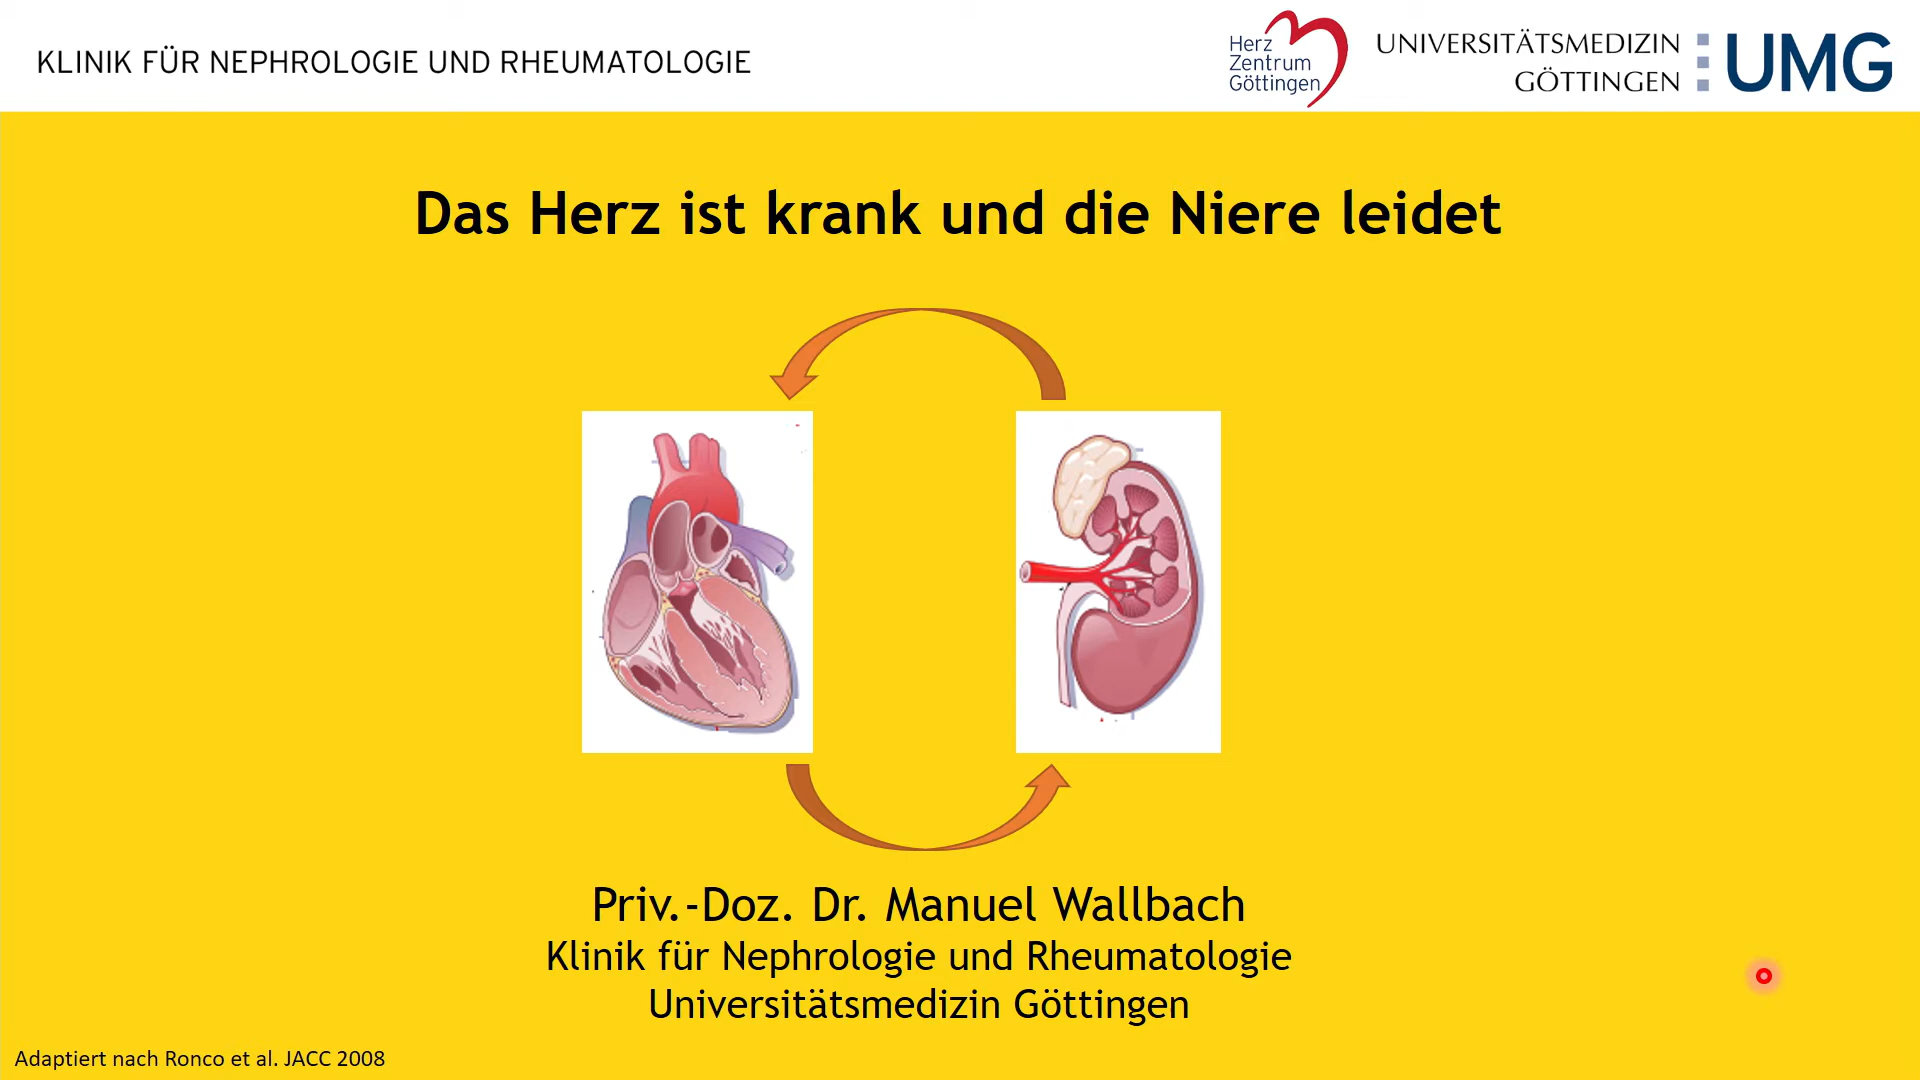 KLINIK FÜR NEPHROLOGIE UND RHEUMATOLOGIE
Herz
Zentrum
Göttingen
UNIVERSITÄTSMEDIZIN
GÖTTINGEN
UMG
Das Herz ist krank und die Niere leidet
Priv.-Doz. Dr. Manuel Wallbach
Klinik für Nephrologie und Rheumatologie
Universitätsmedizin Göttingen
Adaptiert nach Ronco et al. JACC 2008